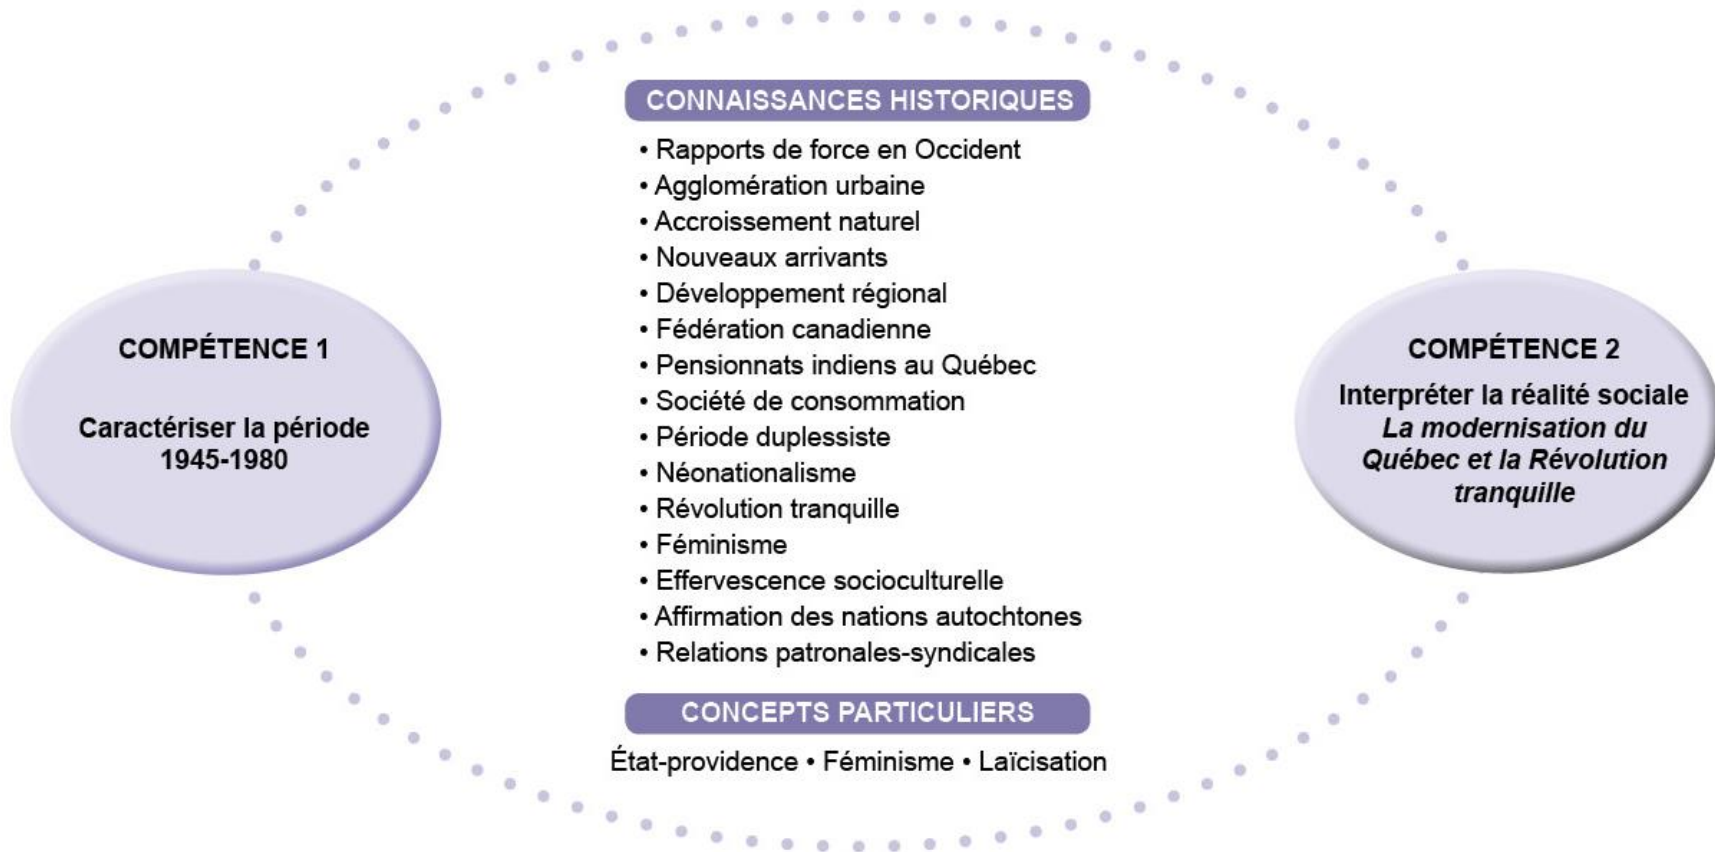 CONNAISSANCES HISTORIQUES
• Rapports de force en Occident
• Agglomération urbaine
• Accroissement naturel
• Nouveaux arrivants
• Développement régional
• Fédération canadienne
• Pensionnats indiens au Québec
• Société de consommation
• Période duplessiste
• Néonationalisme
• Révolution tranquille
• Féminisme
• Effervescence socioculturelle
• Affirmation des nations autochtones
• Relations patronales-syndicales
CONCEPTS PARTICULIERS
État-providence • Féminisme • Laïcisation
COMPÉTENCE 1
Caractériser la période
1945-1980
COMPÉTENCE 2
Interpréter la réalité sociale
La modernisation du
Québec et la Révolution
tranquille